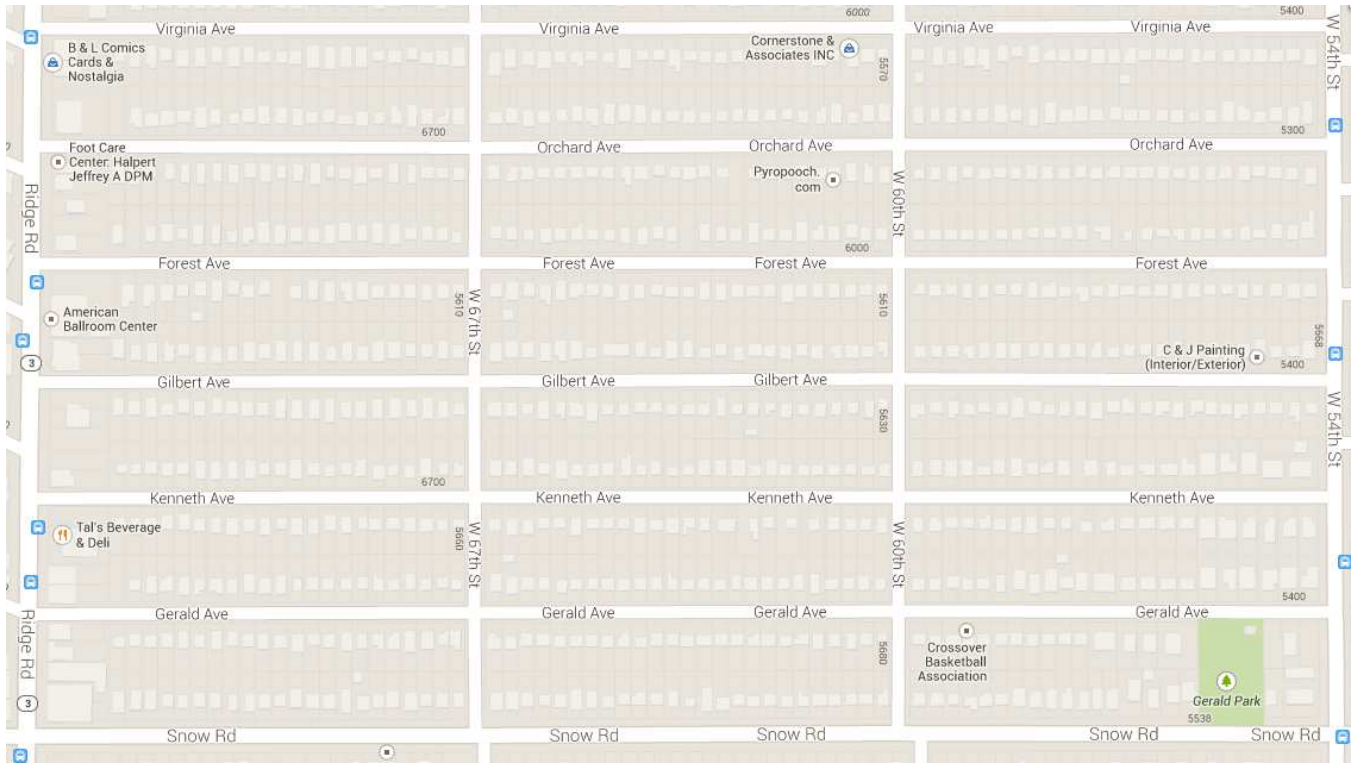 6000
5400
Virginia Ave
Virginia Ave
Virginia Ave
Virginia Ave
W 54th St
B & L Comics
Cards &
Nostalgia
Cornerstone &
Associates INC
5570
6700
5300
Foot Care
Center: Halpert
Jeffrey A DPM
Orchard Ave
Orchard Ave
Orchard Ave
Pyropooch.
com
Ridge Rd
W 60th St
6000
Forest Ave
Forest Ave
Forest Ave
Forest Ave
American
Ballroom Center
5610
W 67th St
5610
5668
C & J Painting
(Interior/Exterior)
5400
3
Gilbert Ave
Gilbert Ave
Gilbert Ave
5630
W 54th St
6700
Kenneth Ave
Kenneth Ave
Kenneth Ave
Kenneth Ave
Tal's Beverage
& Deli
5660
W 67th St
W 60th St
5400
Gerald Ave
Gerald Ave
Gerald Ave
Gerald Ave
Ridge Rd
5680
Crossover
Basketball
Association
Gerald Park
3
5538
Snow Rd
Snow Rd
Snow Rd
Snow Rd
Snow Rd